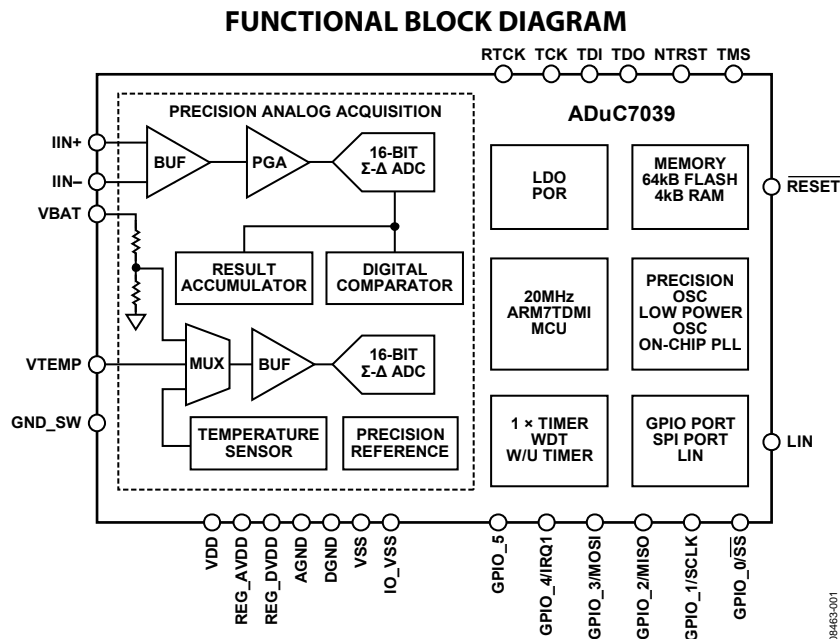 FUNCTIONAL BLOCK DIAGRAM
RTCK TCK TDI TDO NTRST TMS
PRECISION ANALOG ACQUISITION
ADuC7039
IIN+
IIN–
VBAT
VTEMP
GND_SW
BUF
PGA
16-BIT
Σ-Δ ADC
RESULT
ACCUMULATOR
DIGITAL
COMPARATOR
MUX
BUF
16-BIT
Σ-Δ ADC
TEMPERATURE
SENSOR
PRECISION
REFERENCE
LDO
POR
MEMORY
64kB FLASH
4kB RAM
20MHz
ARM7TDMI
MCU
PRECISION
OSC
LOW POWER
OSC
ON-CHIP PLL
1 × TIMER
WDT
W/U TIMER
GPIO PORT
SPI PORT
LIN
RESET
LIN
VDD
REG_AVDD
REG_DVDD
AGND
DGND
VSS
IO_VSS
GPIO_5
GPIO_4/IRQ1
GPIO_3/MOSI
GPIO_2/MISO
GPIO_1/SCLK
GPIO_0/SS
08463-001